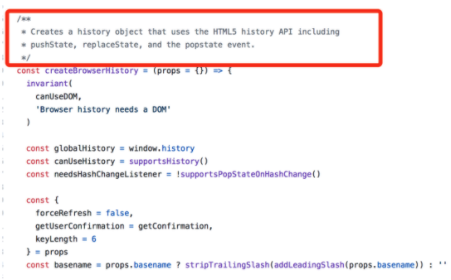 /**
* Creates a history object that uses the HTML5 history API including
* pushState, replaceState, and the popstate event.
*/
const createBrowserHistory = (props = {}) => {
invariant(
canUseDOM,
'Browser history needs a DOM'
)
const globalHistory = window.history
const canUseHistory = supportsHistory()
const needsHashChangeListener = !supportsPopStateOnHashChange()
const {
forceRefresh = false,
getUserConfirmation = getConfirmation,
keyLength = 6
} = props
const basename = props.basename ? stripTrailingSlash(addLeadingSlash(props.basename)) : ''